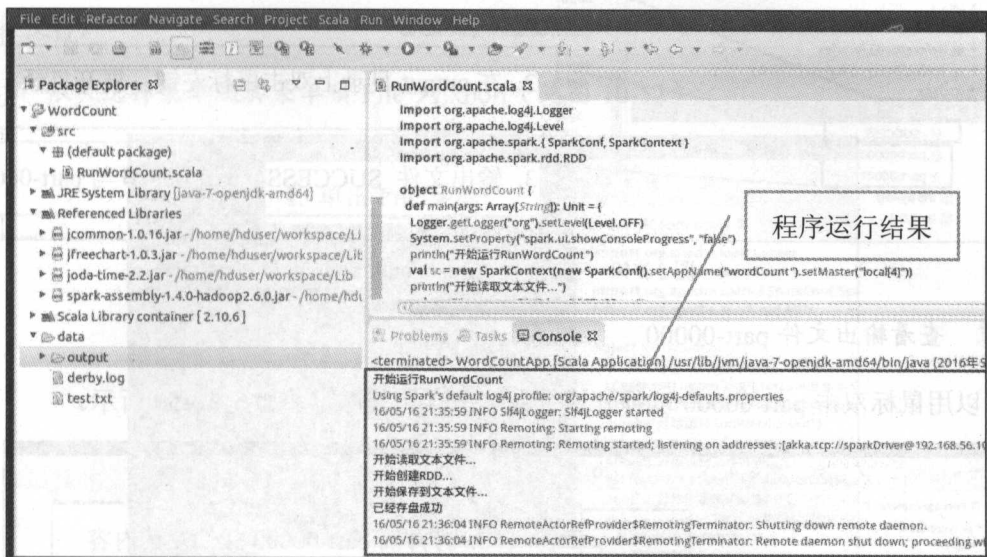 File Edit Refactor Navigate Search Project Scala Run Window Help
Package Explorer
WordCount
src
(default package)
RunWordCount.scala
JRE System Library [java-7-openjdk-amd64]
Referenced Libraries
jcommon-1.0.16.jar - /home/hduser/workspace/Li
jfreechart-1.0.3.jar - /home/hduser/workspace/Lib
joda-time-2.2.jar - /home/hduser/workspace/Lib
spark-assembly-1.4.0-hadoop2.6.0.jar - /home/hdu
Scala Library container [ 2.10.6 ]
data
output
derby.log
test.txt
RunWordCount.scala
import org.apache.log4j.Logger
import org.apache.log4j.Level
import org.apache.spark.{ SparkConf, SparkContext }
import org.apache.spark.rdd.RDD
object RunWordCount {
def main(args: Array[String]): Unit = {
Logger.getLogger("org").setLevel(Level.OFF)
System.setProperty("spark.ui.showConsoleProgress", "false")
println("开始运行RunWordCount")
val sc = new SparkContext(new SparkConf().setAppName("wordCount").setMaster("local[4]"))
println("开始读取文本文件...")
程序运行结果
Problems Tasks Console
<terminated> WordCountApp [Scala Application] /usr/lib/jvm/java-7-openjdk-amd64/bin/java (2016年5
开始运行RunWordCount
Using Spark's default log4j profile: org/apache/spark/log4j-defaults.properties
16/05/16 21:35:59 INFO Slf4jLogger: Slf4jLogger started
16/05/16 21:35:59 INFO Remoting: Starting remoting
16/05/16 21:35:59 INFO Remoting: Remoting started; listening on addresses :[akka.tcp://sparkDriver@192.168.56.10
开始读取文本文件...
开始创建RDD...
开始保存到文本文件...
已经存盘成功
16/05/16 21:36:04 INFO RemoteActorRefProvider$RemotingTerminator: Shutting down remote daemon.
16/05/16 21:36:04 INFO RemoteActorRefProvider$RemotingTerminator: Remote daemon shut down; proceeding wi